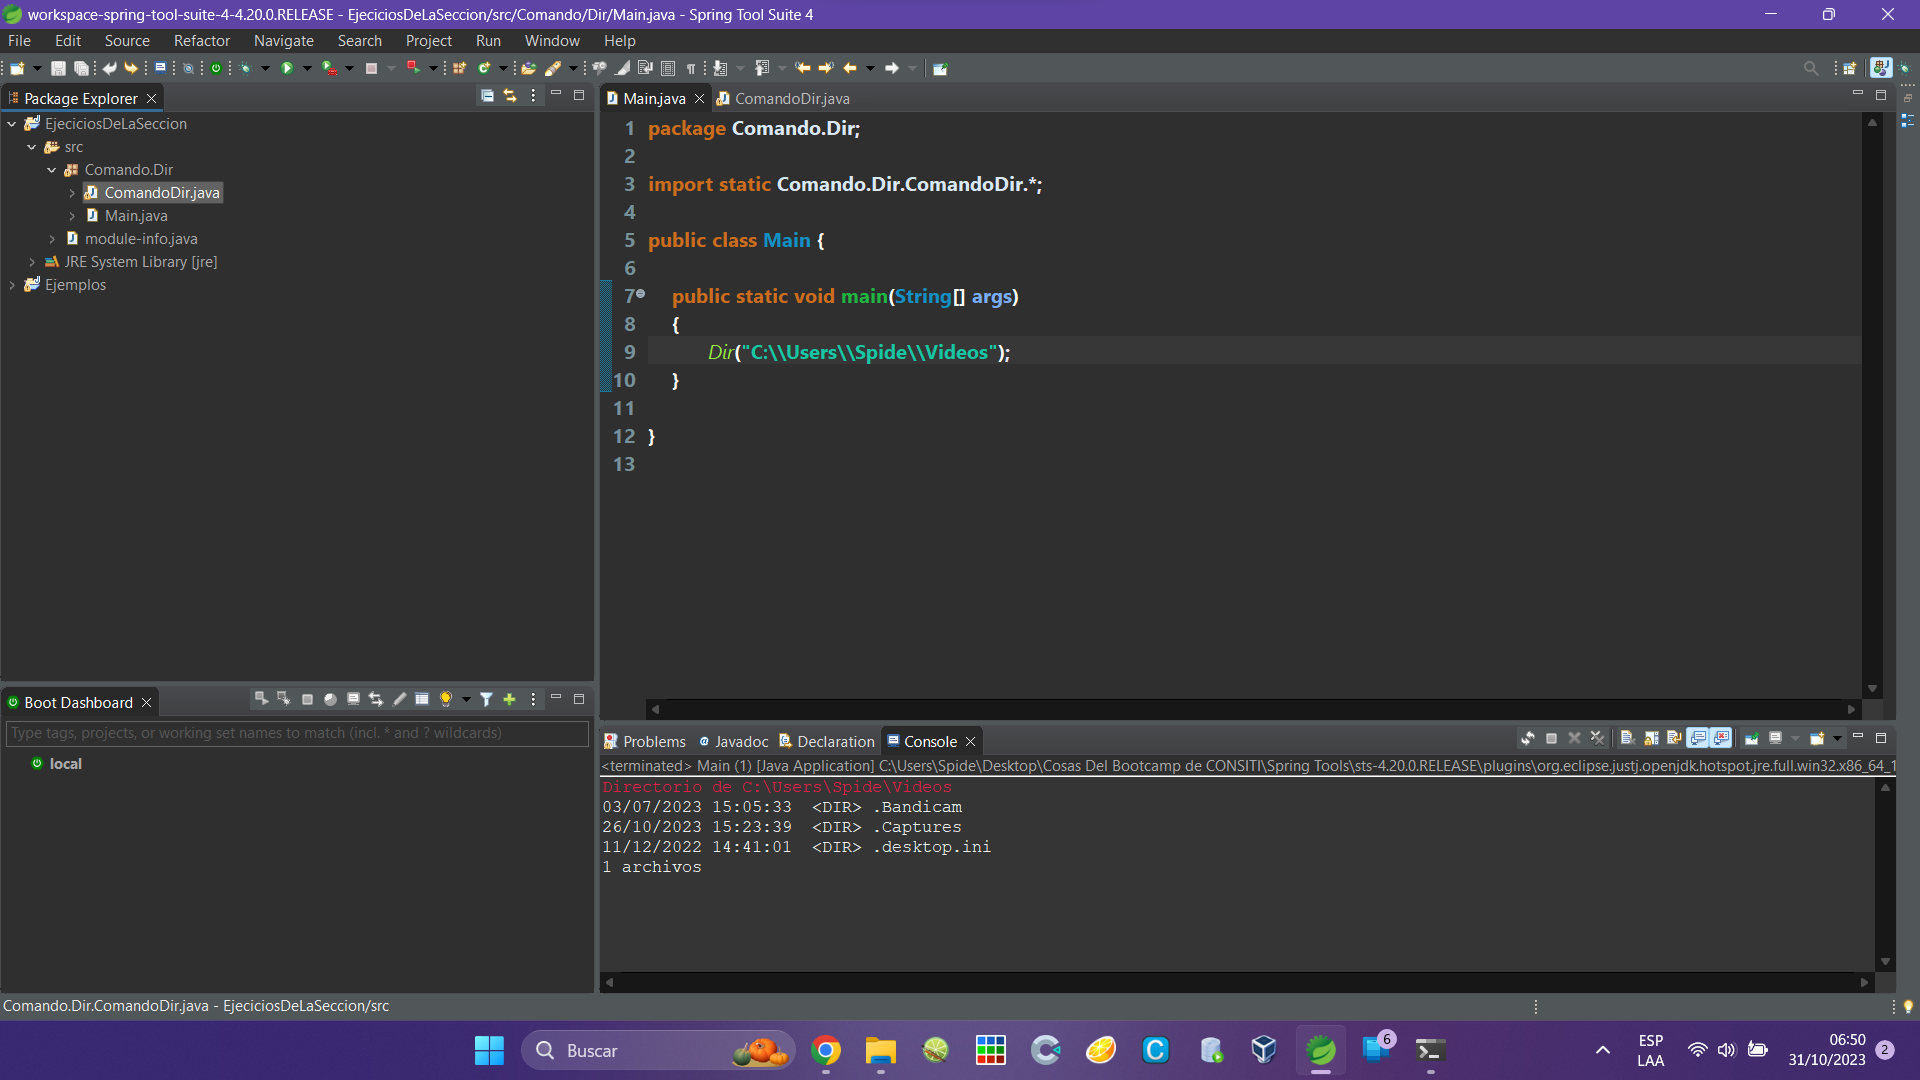 workspace-spring-tool-suite-4-4.20.0.RELEASE - EjeciciosDeLaSeccion/src/Comando/Dir/Main.java - Spring Tool Suite 4
File Edit Source Refactor Navigate Search Project Run Window Help
Package Explorer
EjeciciosDeLaSeccion
src
Comando.Dir
ComandoDir.java
Main.java
module-info.java
JRE System Library [jre]
Ejemplos
Main.java ComandoDir.java
1 package Comando.Dir;
2
3 import static Comando.Dir.ComandoDir.*;
4
5 public class Main {
6
7 public static void main(String[] args)
8 {
9 Dir("C:\\Users\\Spide\\Videos");
10 }
11
12 }
13
Boot Dashboard
Type tags, projects, or working set names to match (incl. * and ? wildcards)
local
Problems Javadoc Declaration Console
<terminated> Main (1) [Java Application] C:\Users\Spide\Desktop\Cosas Del Bootcamp de CONSITI\Spring Tools\sts-4.20.0.RELEASE\plugins\org.eclipse.justj.openjdk.hotspot.jre.full.win32.x86_64_1
Directorio de C:\Users\Spide\Videos
03/07/2023 15:05:33 <DIR> .Bandicam
26/10/2023 15:23:39 <DIR> .Captures
11/12/2022 14:41:01 <DIR> .desktop.ini
1 archivos
Comando.Dir.ComandoDir.java - EjeciciosDeLaSeccion/src
Buscar
6
ESP
LAA
06:50
31/10/2023
2